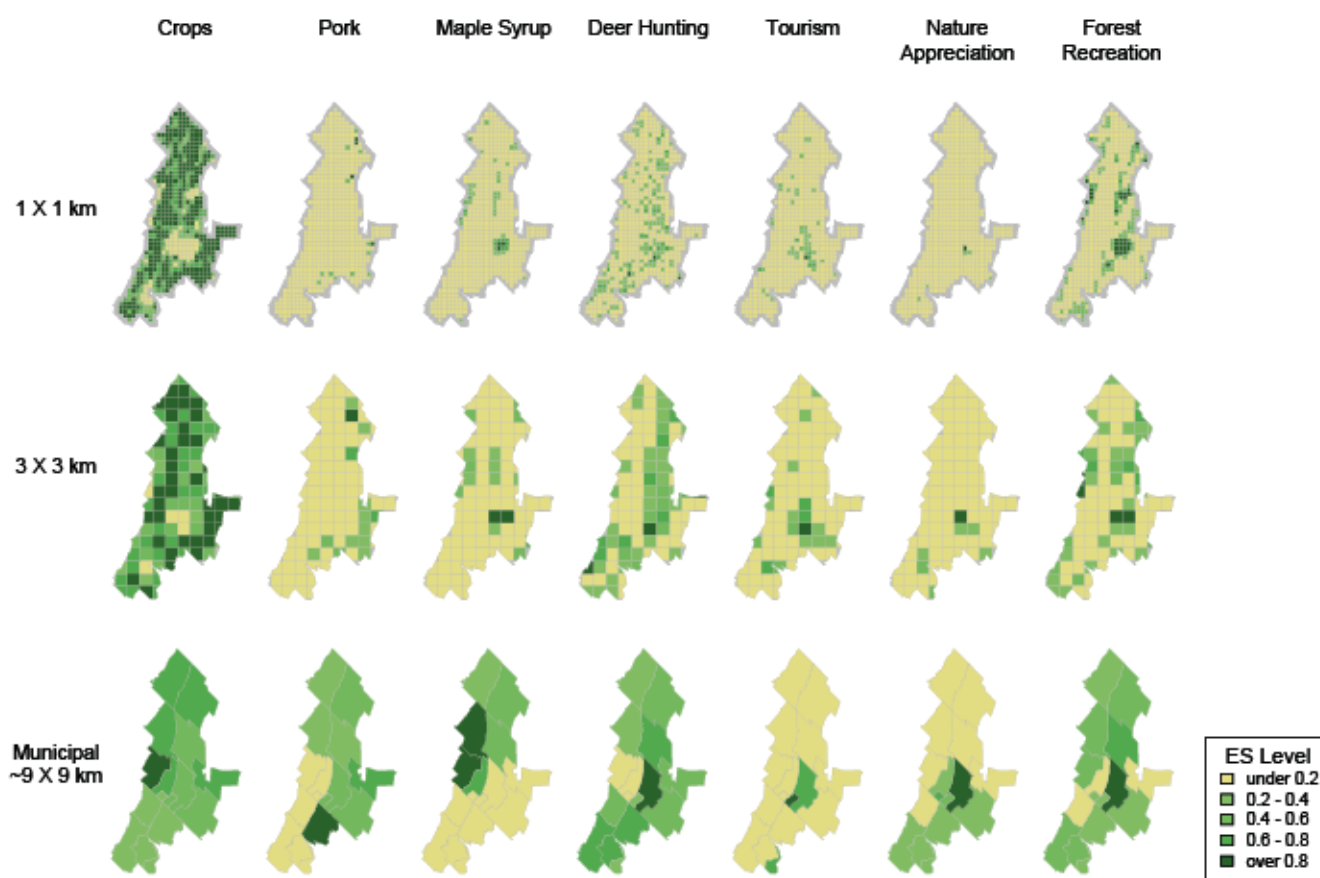 Crops Pork Maple Syrup Deer Hunting Tourism Nature Forest
Appreciation Recreation
1 X 1 km
3 X 3 km
Municipal
~9 X 9 km
ES Level
under 0.2
0.2 - 0.4
0.4 - 0.6
0.6 - 0.8
over 0.8